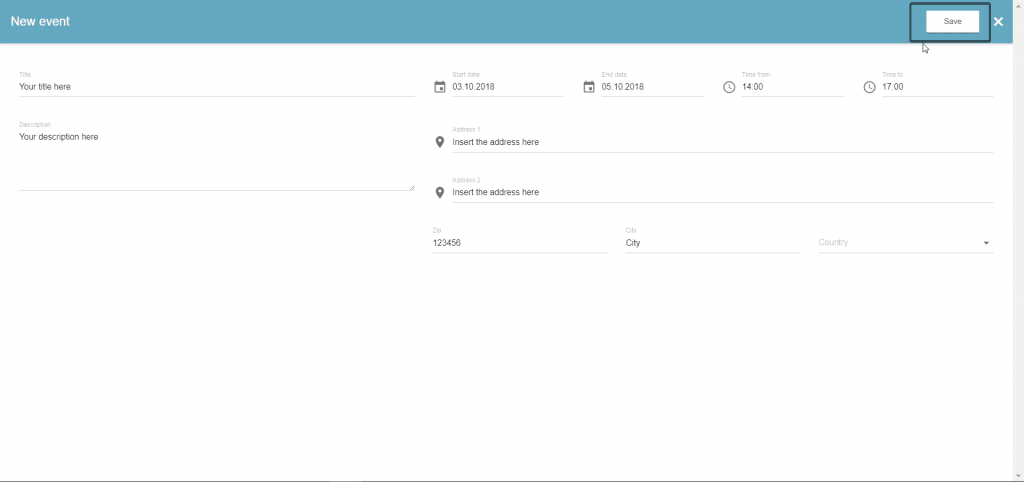 New event
Save
Title
Your title here
Start date
03.10.2018
End date
05.10.2018
Time from
14:00
Time to
17:00
Description
Your description here
Address 1
Insert the address here
Address 2
Insert the address here
Zip
123456
City
City
Country